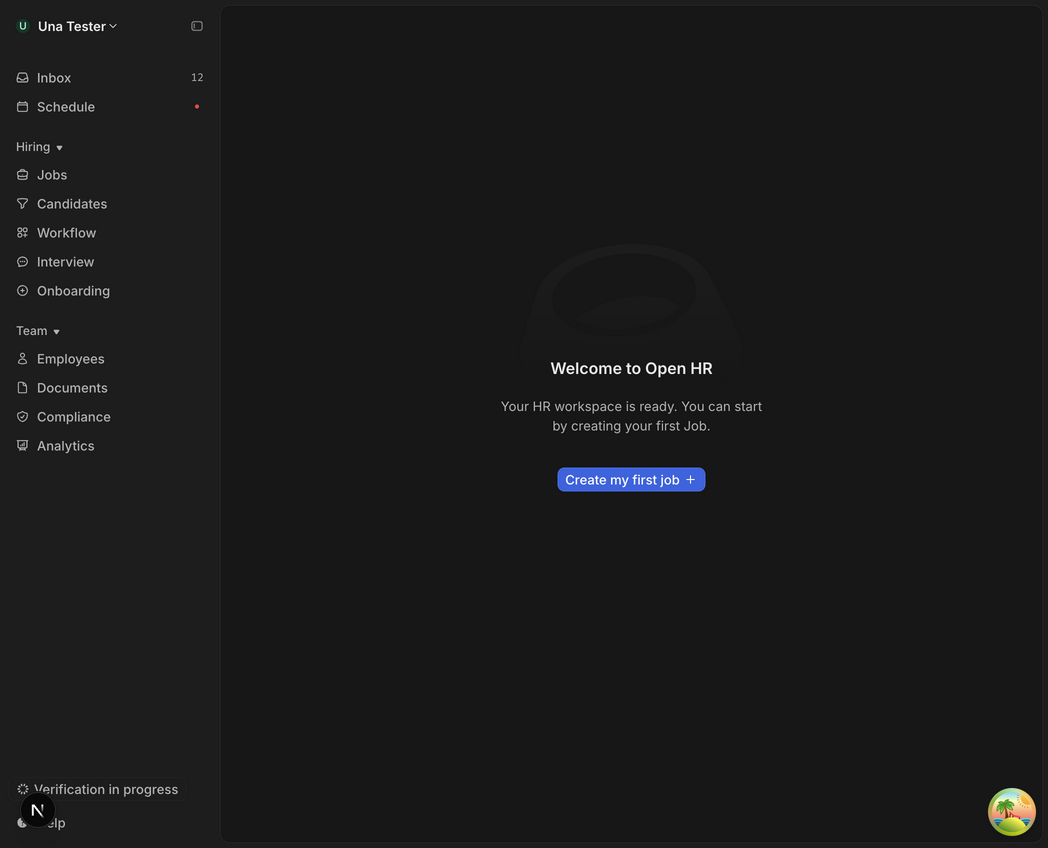 U Una Tester
Inbox 12
Schedule
Hiring
Jobs
Candidates
Workflow
Interview
Onboarding
Team
Employees
Documents
Compliance
Analytics
Welcome to Open HR
Your HR workspace is ready. You can start
by creating your first Job.
Create my first job +
Verification in progress
N
elp